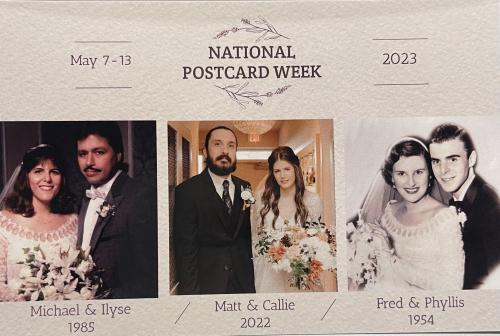 May 7-13
NATIONAL
POSTCARD WEEK
2023
Michael & Ilyse
1985
/
Matt & Callie
2022
/
Fred & Phyllis
1954